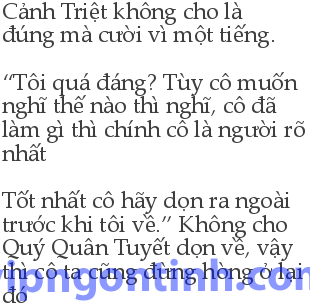 Cảnh Triệt không cho là
đúng mà cười vì một tiếng.
“Tôi quá đáng? Tùy cô muốn
nghĩ thế nào thì nghĩ, cô đã
làm gì thì chính cô là người rõ
nhất
Tốt nhất cô hãy dọn ra ngoài
trước khi tôi về.” Không cho
Quý Quân Tuyết dọn về, vậy
thì cô ta cũng đừng hòng ở lại
đó